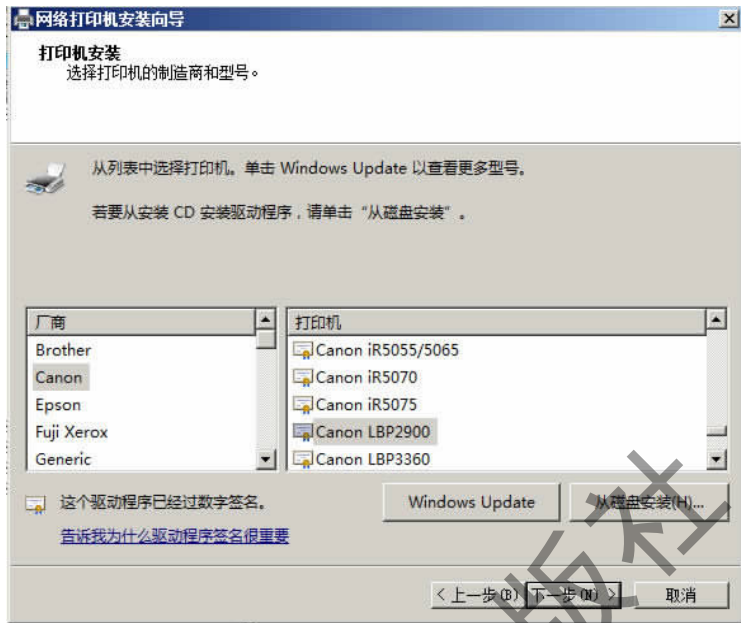 网络打印机安装向导
打印机安装
选择打印机的制造商和型号。
从列表中选择打印机。单击 Windows Update 以查看更多型号。
若要从安装 CD 安装驱动程序，请单击“从磁盘安装”。
厂商
打印机
Brother
Canon iR5055/5065
Canon
Canon iR5070
Epson
Canon iR5075
Fuji Xerox
Canon LBP2900
Generic
Canon LBP3360
这个驱动程序已经过数字签名。
Windows Update
从磁盘安装(H)...
告诉我为什么驱动程序签名很重要
< 上一步(B)
下一步(N) >
取消
版社